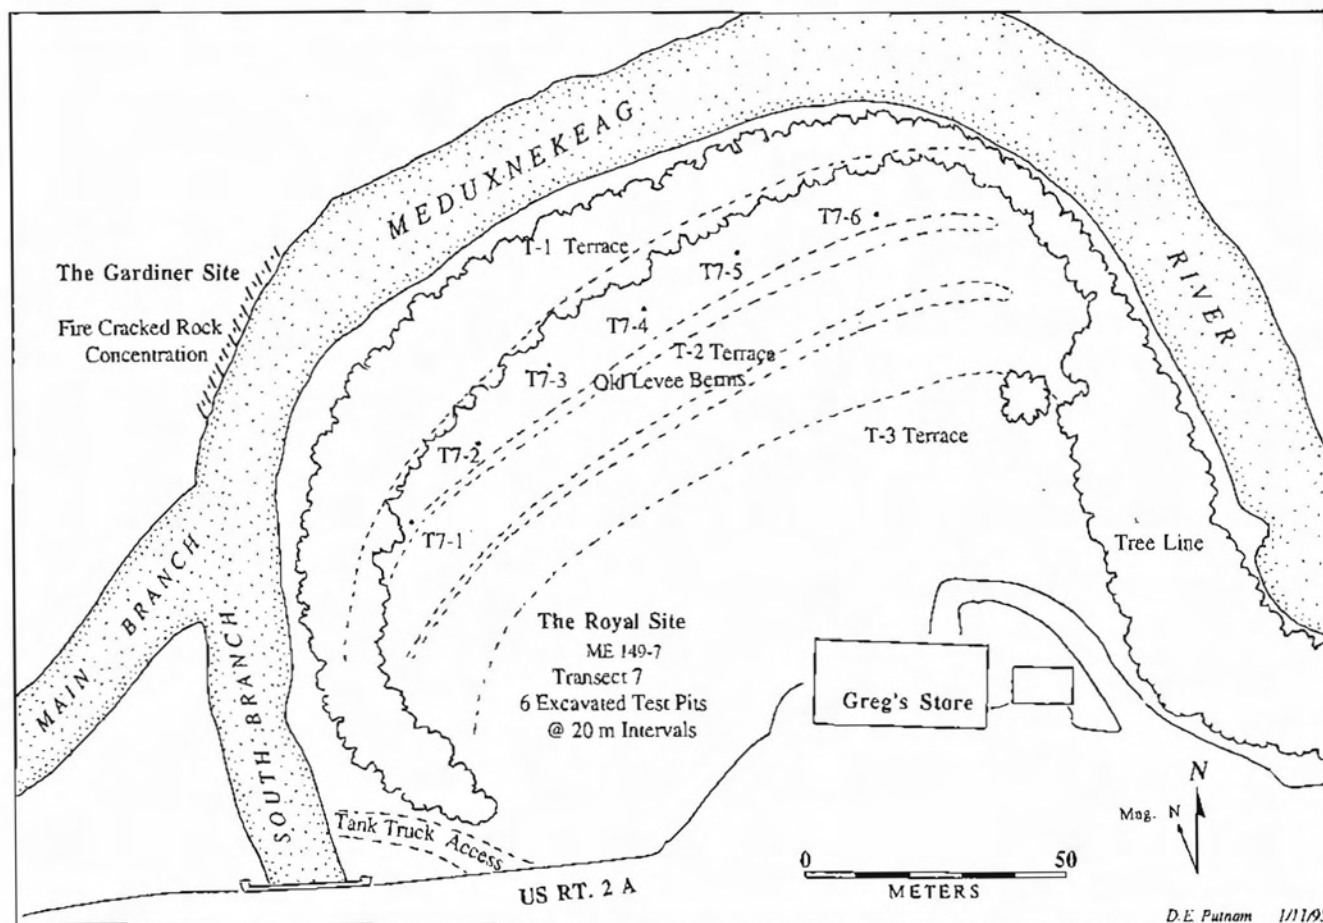 MEDUXNEKEAG
RIVER
The Gardiner Site
Fire Cracked Rock
Concentration
T-1 Terrace
T7-6
T7-5
T7-4
T-2 Terrace
Old Levee Berms
T7-3
T-3 Terrace
T7-2
T7-1
Tree Line
MAIN BRANCH
SOUTH BRANCH
The Royal Site
ME 149-7
Transect 7
6 Excavated Test Pits
@ 20 m Intervals
Greg's Store
Tank Truck Access
US RT. 2 A
N
Mag. N
0 50
METERS
D.E. Putnam